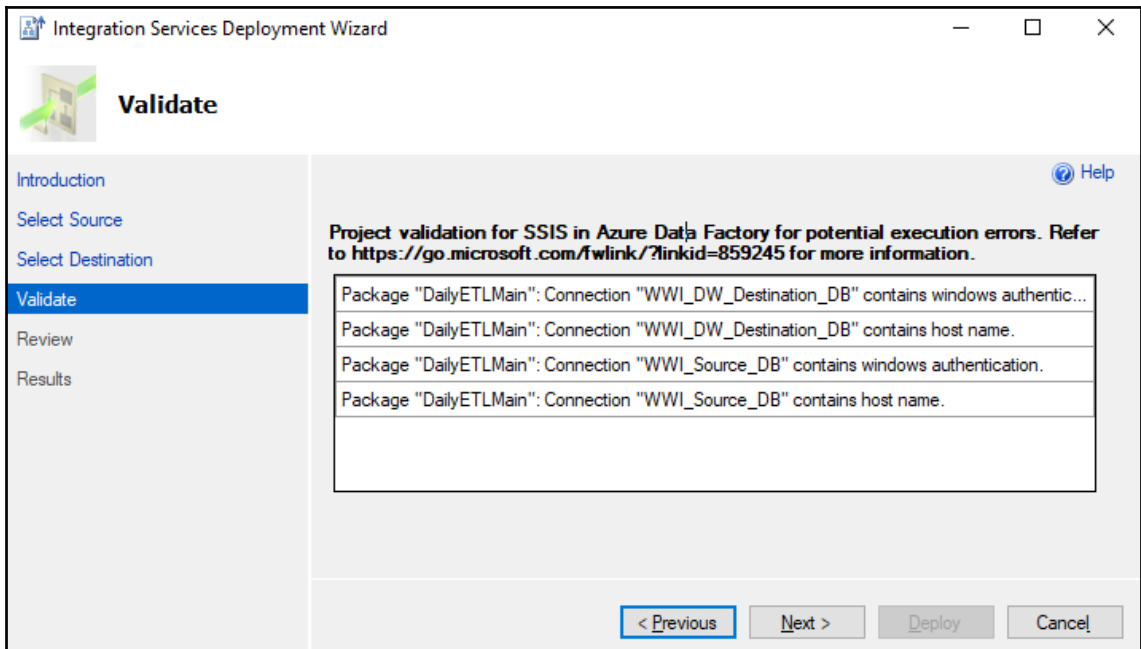 Integration Services Deployment Wizard
Validate
Introduction
Select Source
Select Destination
Validate
Review
Results
Help
Project validation for SSIS in Azure Data Factory for potential execution errors. Refer
to https://go.microsoft.com/fwlink/?linkid=859245 for more information.
Package "DailyETLMain": Connection "WWI_DW_Destination_DB" contains windows authentic...
Package "DailyETLMain": Connection "WWI_DW_Destination_DB" contains host name.
Package "DailyETLMain": Connection "WWI_Source_DB" contains windows authentication.
Package "DailyETLMain": Connection "WWI_Source_DB" contains host name.
< Previous
Next >
Deploy
Cancel